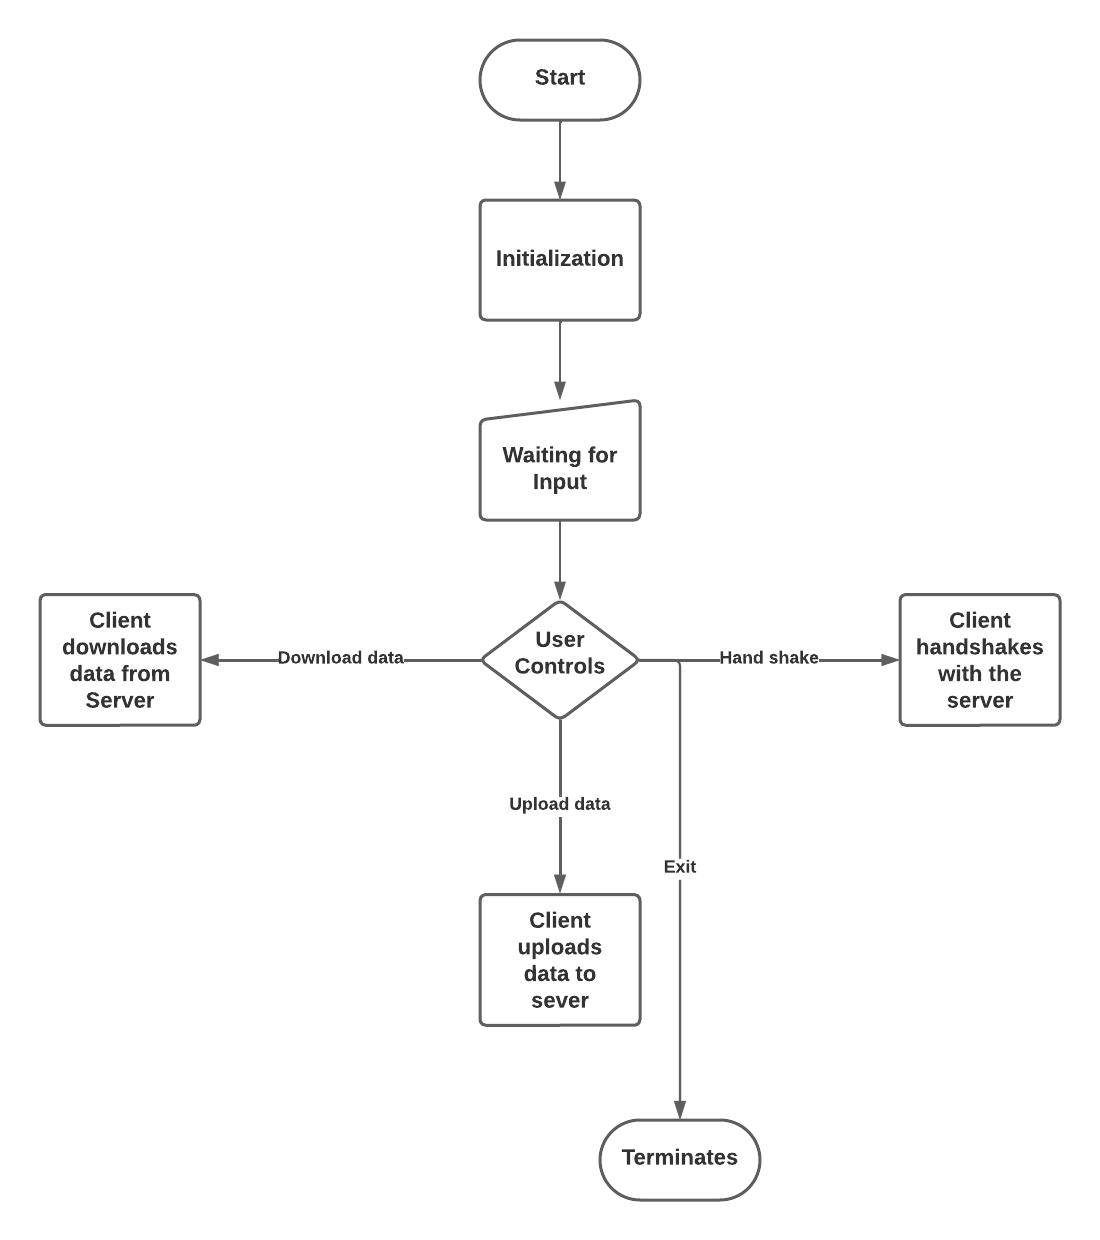 Start
Initialization
Waiting for
Input
User
Controls
Client
downloads
data from
Server
Download data
Hand shake
Client
handshakes
with the
server
Upload data
Exit
Client
uploads
data to
sever
Terminates